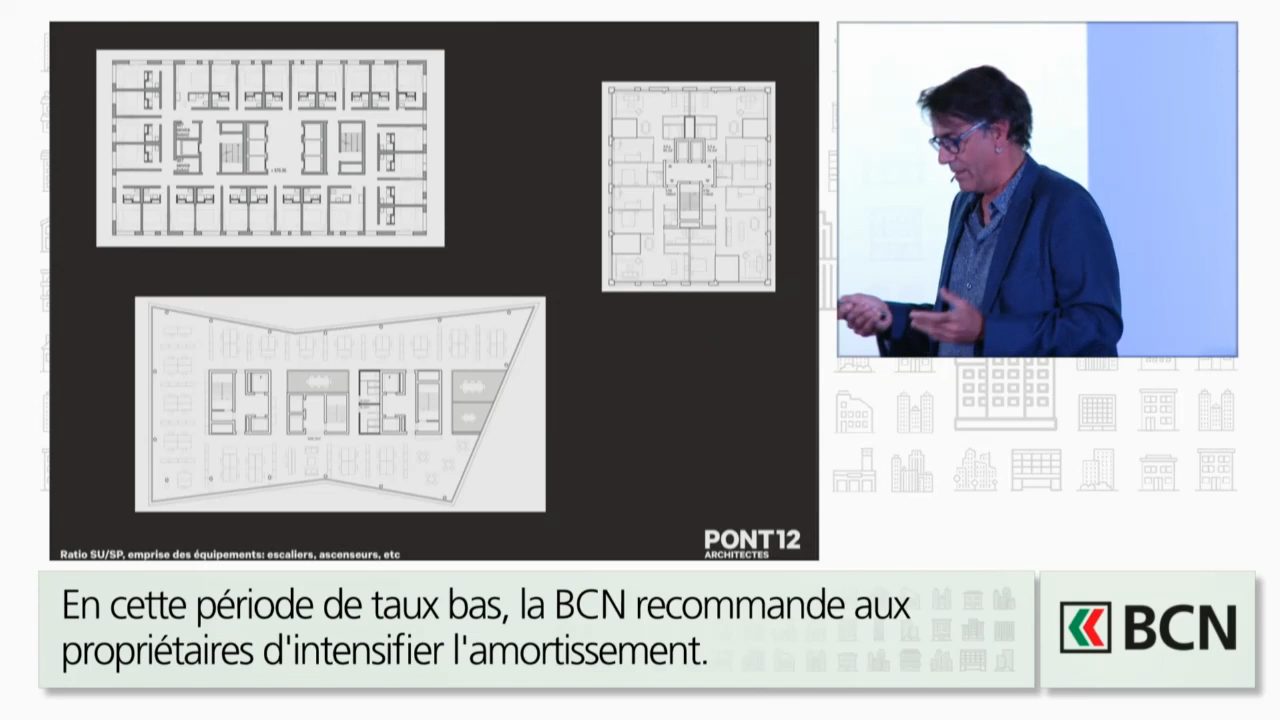 Ratio SU/SP, emprise des équipements: escaliers, ascenseurs, etc
PONT12
ARCHITECTES
En cette période de taux bas, la BCN recommande aux
propriétaires d'intensifier l'amortissement.
BCN